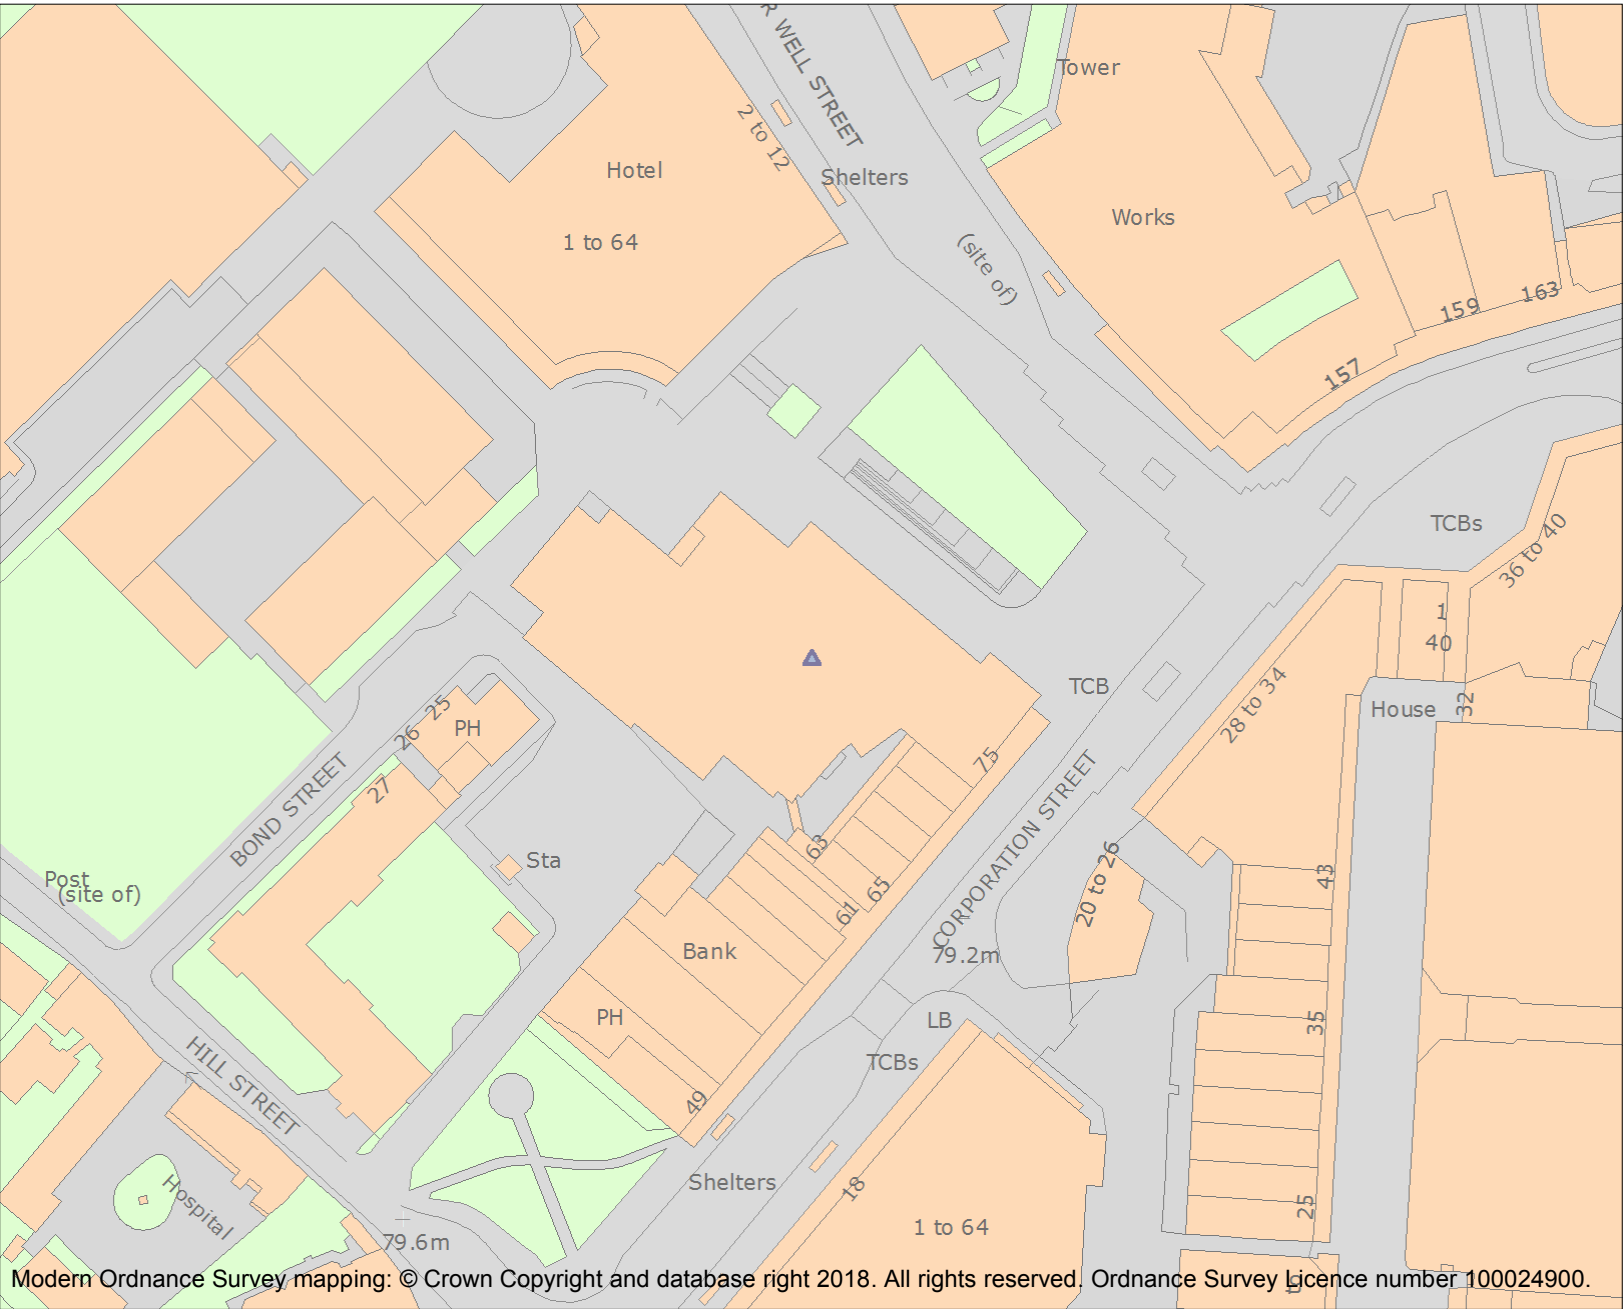 R WELL STREET
Tower
2 to 12
Hotel
Shelters
Works
1 to 64
(site of)
159
163
157
TCBs
36 to 40
1
40
TCB
28 to 34
House
32
25
26
PH
27
75
BOND STREET
CORPORATION STREET
63
Sta
Post
(site of)
61
65
20 to 26
43
Bank
79.2m
PH
LB
35
HILL STREET
TCBs
49
Shelters
18
Hospital
25
1 to 64
79.6m
Modern Ordnance Survey mapping: © Crown Copyright and database right 2018. All rights reserved. Ordnance Survey Licence number 100024900.